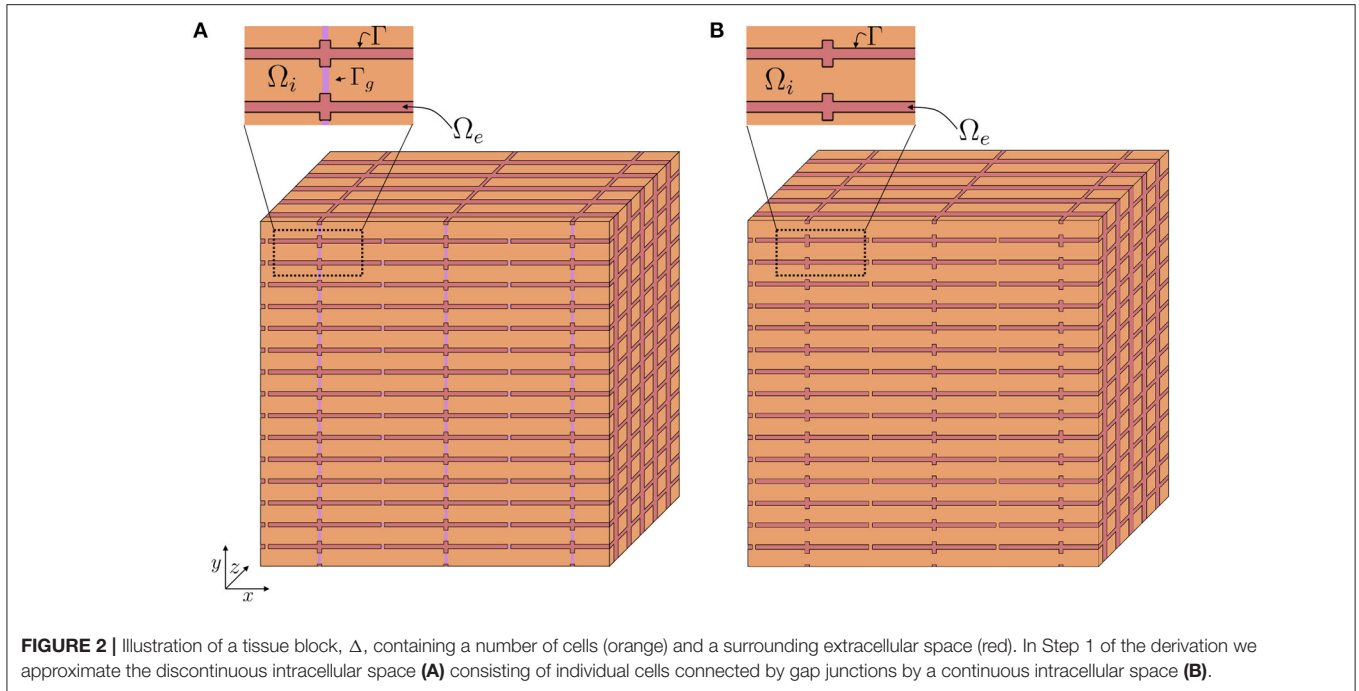 A
Γ
Ω_i
Γ_g
Ω_e
y
z
x
B
Γ
Ω_i
Ω_e
FIGURE 2 | Illustration of a tissue block, Δ, containing a number of cells (orange) and a surrounding extracellular space (red). In Step 1 of the derivation we
approximate the discontinuous intracellular space (A) consisting of individual cells connected by gap junctions by a continuous intracellular space (B).